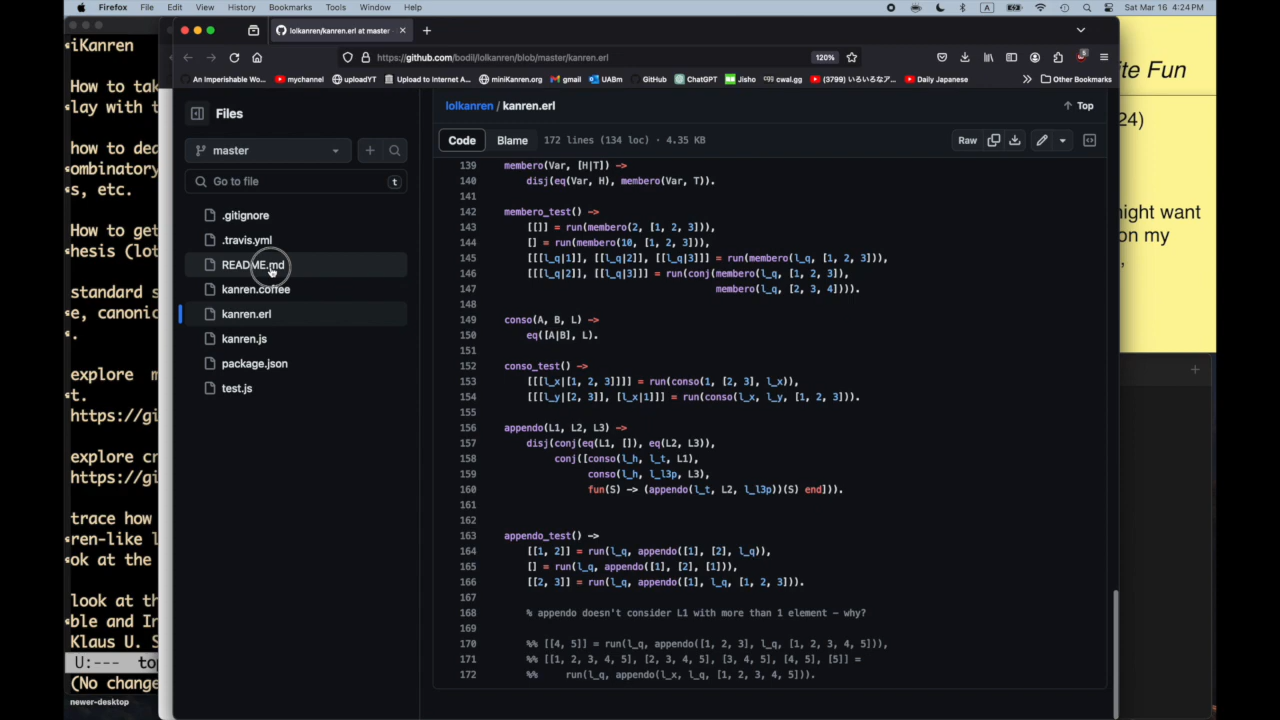 Firefox File Edit View History Bookmarks Tools Window Help A Sat Mar 16 4:24 PM
lolkanren/kanren.erl at master
https://github.com/bodil/lolkanren/blob/master/kanren.erl 120%
An Imperishable Wo... mychannel uploadYT Upload to Internet A... miniKanren.org gmail UABm GitHub ChatGPT Jisho cwal.gg (3799) いろいろなア... Daily Japanese Other Bookmarks
iKanren
How to tak
lay with t
how to dea
ombinatory
s, etc.
How to get
hesis (lot
standard s
e, canonic
.
explore m
t.
https://gi
explore cr
https://gi
trace how
ren-like l
ok at the
look at th
ble and In
Klaus U. S
U:--- top
(No change
newer-desktop
Files
master
Go to file t
.gitignore
.travis.yml
README.md
kanren.coffee
kanren.erl
kanren.js
package.json
test.js
lolkanren / kanren.erl Top
Code Blame 172 lines (134 loc) · 4.35 KB Raw
139 membero(Var, [H|T]) ->
140 disj(eq(Var, H), membero(Var, T)).
141
142 membero_test() ->
143 [[]] = run(membero(2, [1, 2, 3])),
144 [] = run(membero(10, [1, 2, 3])),
145 [[[l_q|1]], [[l_q|2]], [[l_q|3]]] = run(membero(l_q, [1, 2, 3])),
146 [[[l_q|2]], [[l_q|3]]] = run(conj(membero(l_q, [1, 2, 3]),
147 membero(l_q, [2, 3, 4]))).
148
149 conso(A, B, L) ->
150 eq([A|B], L).
151
152 conso_test() ->
153 [[[l_x|[1, 2, 3]]]] = run(conso(1, [2, 3], l_x)),
154 [[[l_y|[2, 3]], [l_x|1]]] = run(conso(l_x, l_y, [1, 2, 3])).
155
156 appendo(L1, L2, L3) ->
157 disj(conj(eq(L1, []), eq(L2, L3)),
158 conj([conso(l_h, l_t, L1),
159 conso(l_h, l_l3p, L3),
160 fun(S) -> (appendo(l_t, L2, l_l3p))(S) end])).
161
162
163 appendo_test() ->
164 [[1, 2]] = run(l_q, appendo([1], [2], l_q)),
165 [] = run(l_q, appendo([1], [2], [1])),
166 [[2, 3]] = run(l_q, appendo([1], l_q, [1, 2, 3])).
167
168 % appendo doesn't consider L1 with more than 1 element – why?
169
170 %% [[4, 5]] = run(l_q, appendo([1, 2, 3], l_q, [1, 2, 3, 4, 5])),
171 %% [[1, 2, 3, 4, 5], [2, 3, 4, 5], [3, 4, 5], [4, 5], [5]] =
172 %% run(l_q, appendo(l_x, l_q, [1, 2, 3, 4, 5])).
ite Fun
24)
ight want
on my